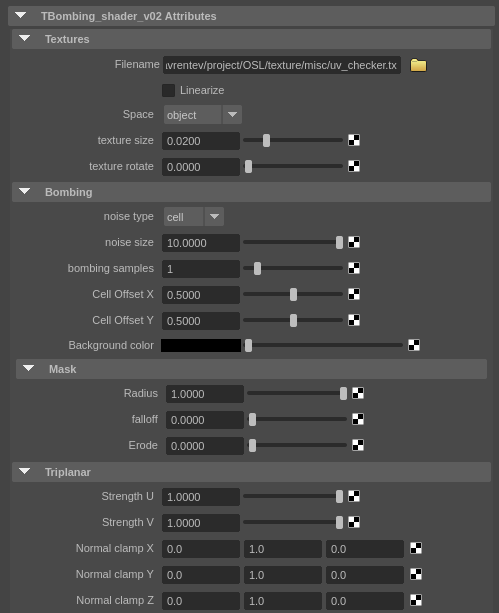 TBombing_shader_v02 Attributes
Textures
Filename avrentev/project/OSL/texture/misc/uv_checker.tx
Linearize
Space object
texture size 0.0200
texture rotate 0.0000
Bombing
noise type cell
noise size 10.0000
bombing samples 1
Cell Offset X 0.5000
Cell Offset Y 0.5000
Background color
Mask
Radius 1.0000
falloff 0.0000
Erode 0.0000
Triplanar
Strength U 1.0000
Strength V 1.0000
Normal clamp X 0.0 1.0 0.0
Normal clamp Y 0.0 1.0 0.0
Normal clamp Z 0.0 1.0 0.0